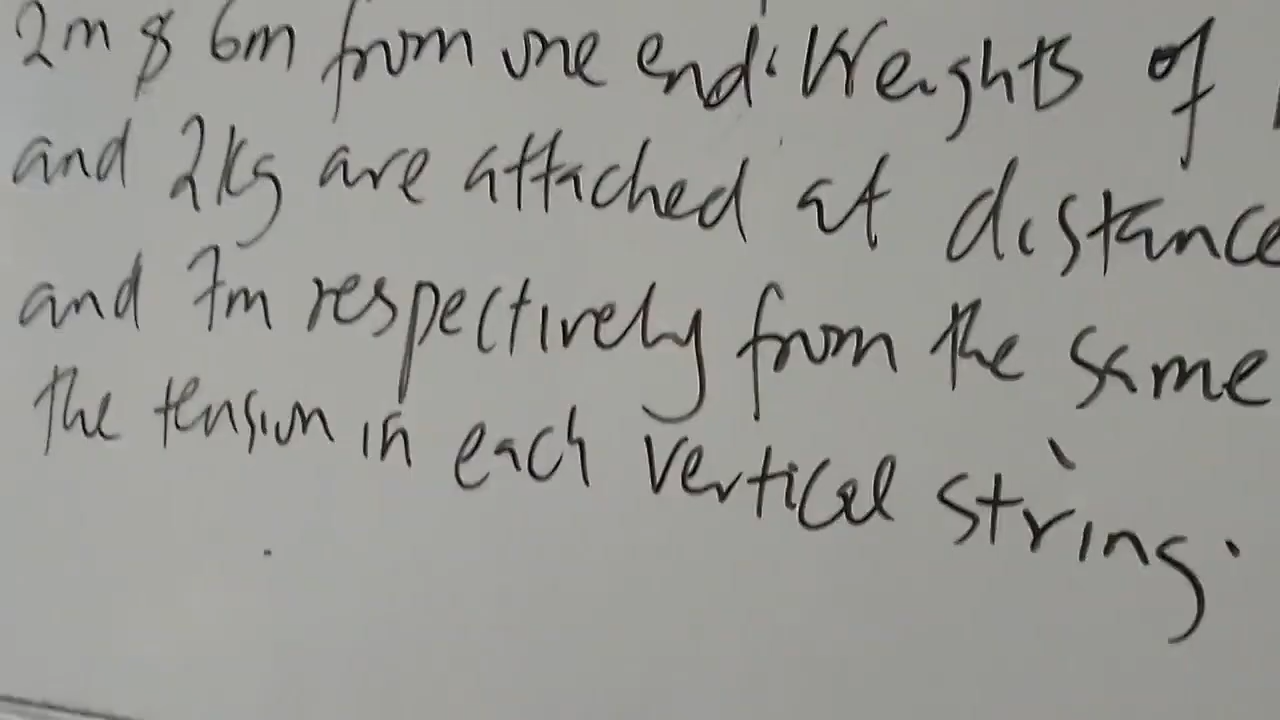 2m & 6m from one end. Weights of
and 2kg are attached at distance
and 7m respectively from the same
the tension in each vertical string.